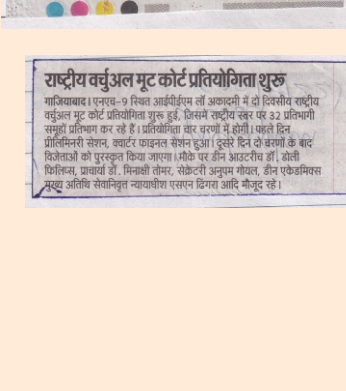 राष्ट्रीय वर्चुअल मूट कोर्ट प्रतियोगिता शुरू
गाजियाबाद। एनएच-9 स्थित आईपीईएम लॉ अकादमी में दो दिवसीय राष्ट्रीय
वर्चुअल मूट कोर्ट प्रतियोगिता शुरू हुई, जिसमें राष्ट्रीय स्तर पर 32 प्रतिभागी
समूहों प्रतिभाग कर रहे हैं। प्रतियोगिता चार चरणों में होगी। पहले दिन
प्रीलिमिनरी सेशन, क्वार्टर फाइनल सेशन हुआ। दूसरे दिन दो चरणों के बाद
विजेताओं को पुरस्कृत किया जाएगा। मौके पर डीन आउटरीच डॉ. डोली
फिलिप्स, प्राचार्या डॉ. मिनाक्षी तोमर, सेक्रेटरी अनुपम गोयल, डीन एकेडमिक्स
मुख्य अतिथि सेवानिवृत न्यायाधीश एसएन ढिंगरा आदि मौजूद रहे।